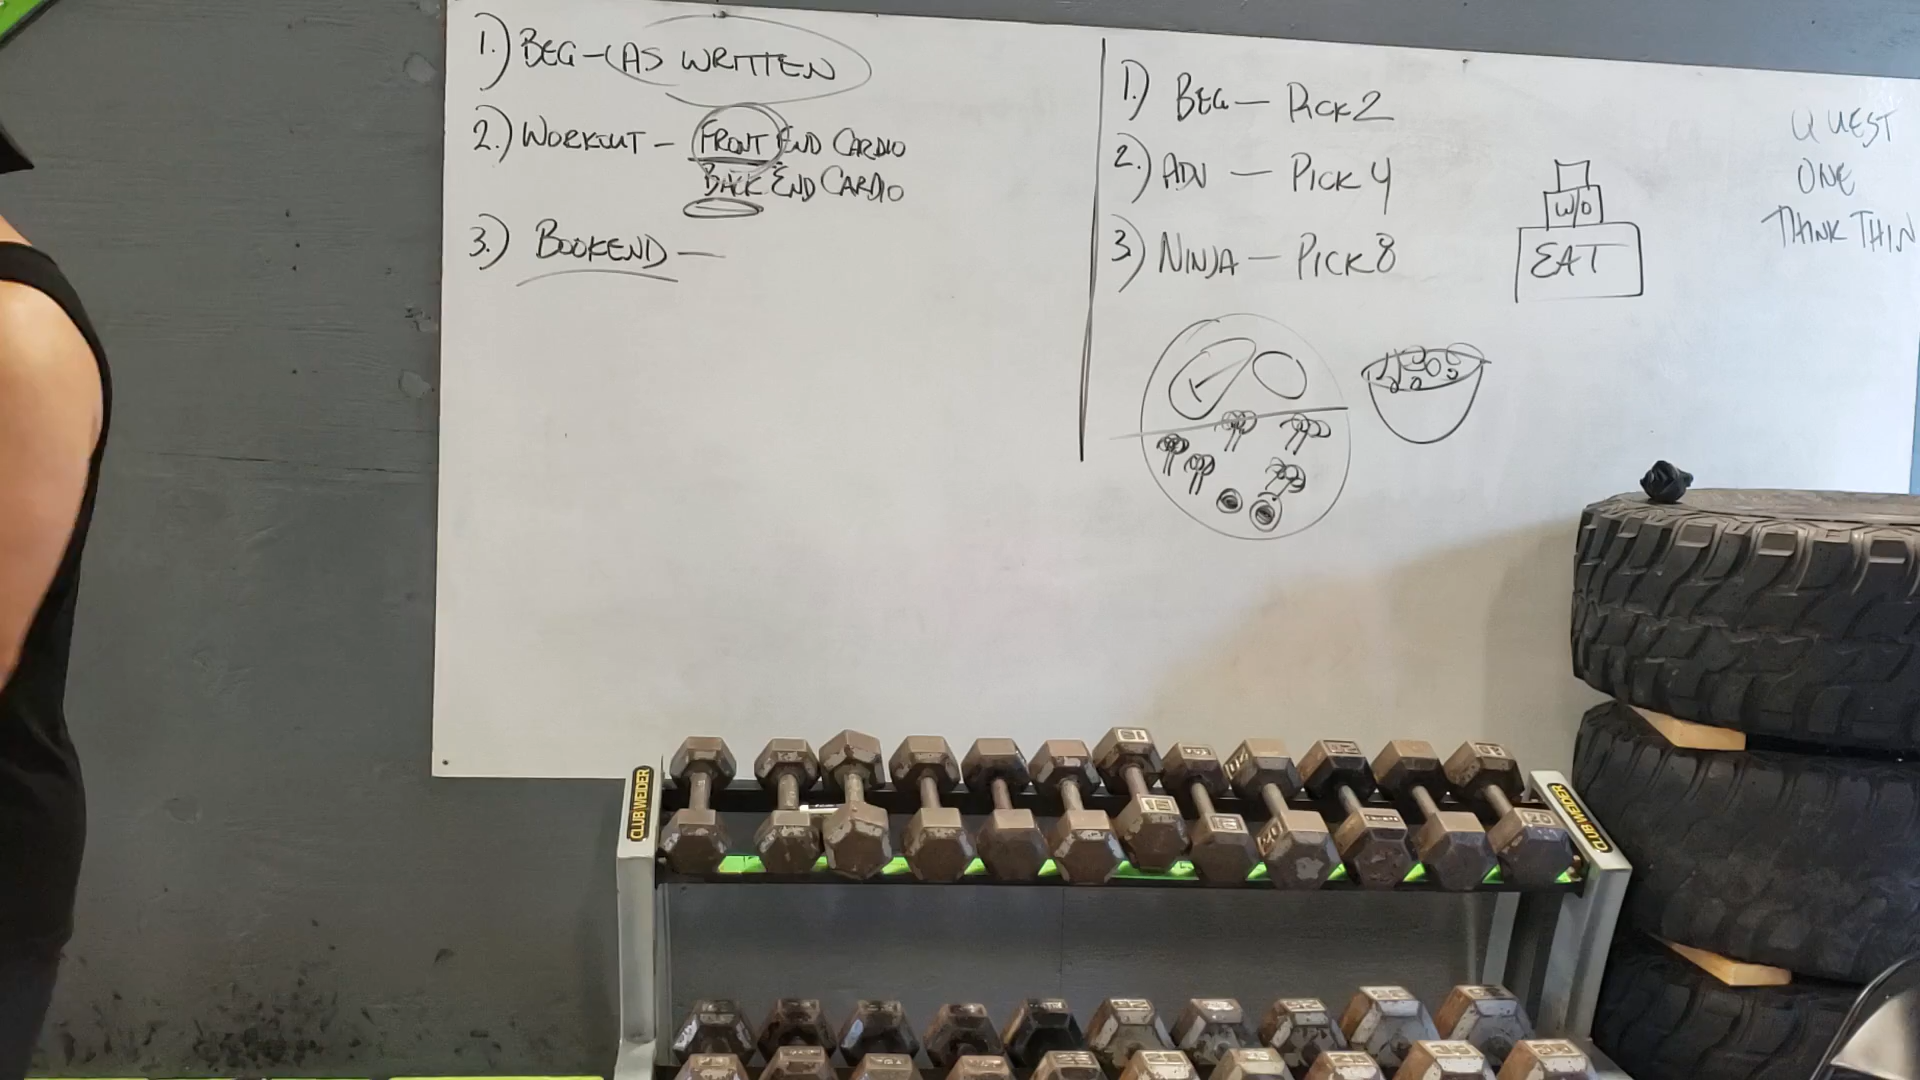 1.) BEG - (AS WRITTEN
2.) WORKOUT - FRONT END CARDIO
BACK END CARDIO
3.) BOOKEND -
1.) BEG - PICK 2
2.) ADV - PICK 4
3.) NINJA - PICK 8
W/O
EAT
QUEST
ONE
THINK THIN
CLUB WEIDER
CLUB WEIDER